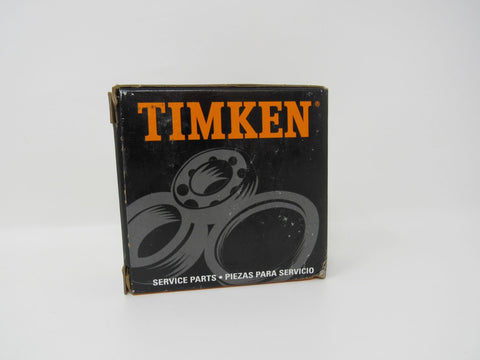 TIMKEN®
SERVICE PARTS • PIEZAS PARA SERVICIO